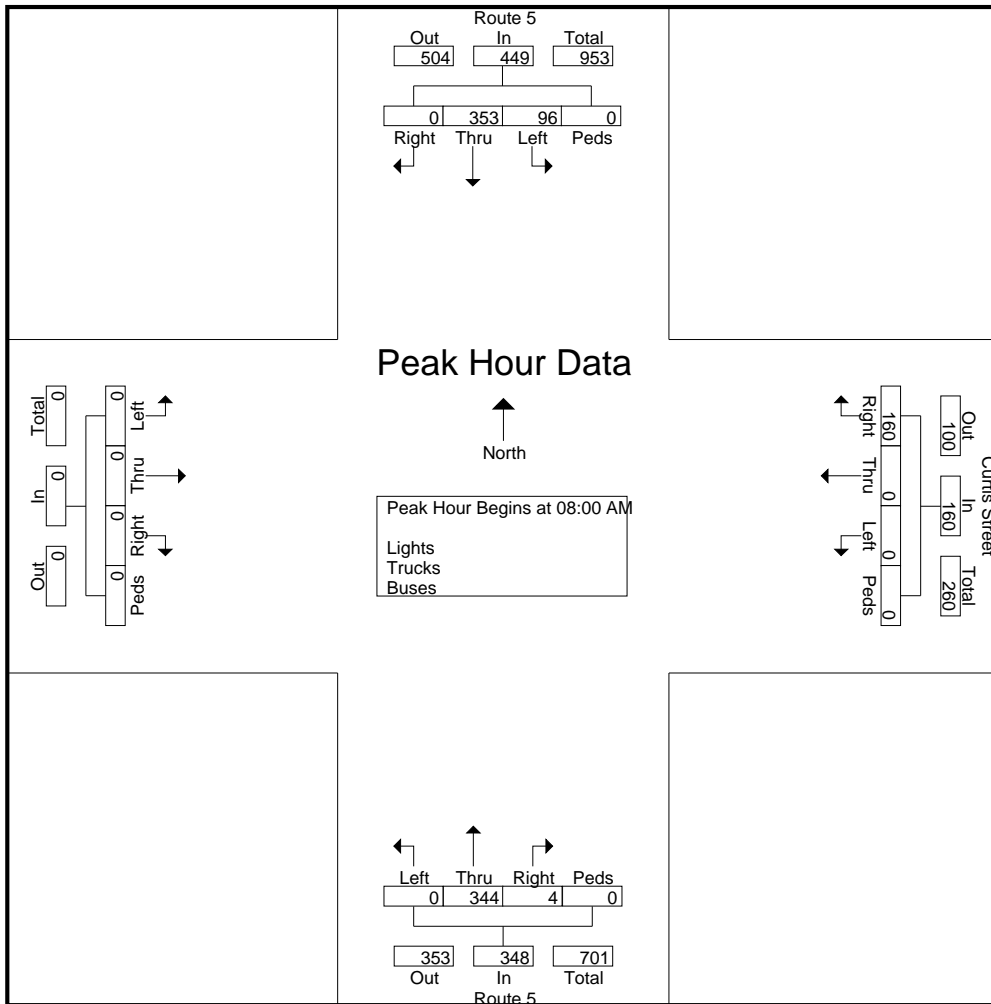 Route 5
Out In Total
504 449 953
0 353 96 0
Right Thru Left Peds
Peak Hour Data
North
Peak Hour Begins at 08:00 AM
Lights
Trucks
Buses
Total In Out
0 0 0
0 0 0 0
Left Thru Right Peds
Curtis Street
Out In Total
100 160 260
160 0 0 0
Right Thru Left Peds
Left Thru Right Peds
0 344 4 0
353 348 701
Out In Total
Route 5